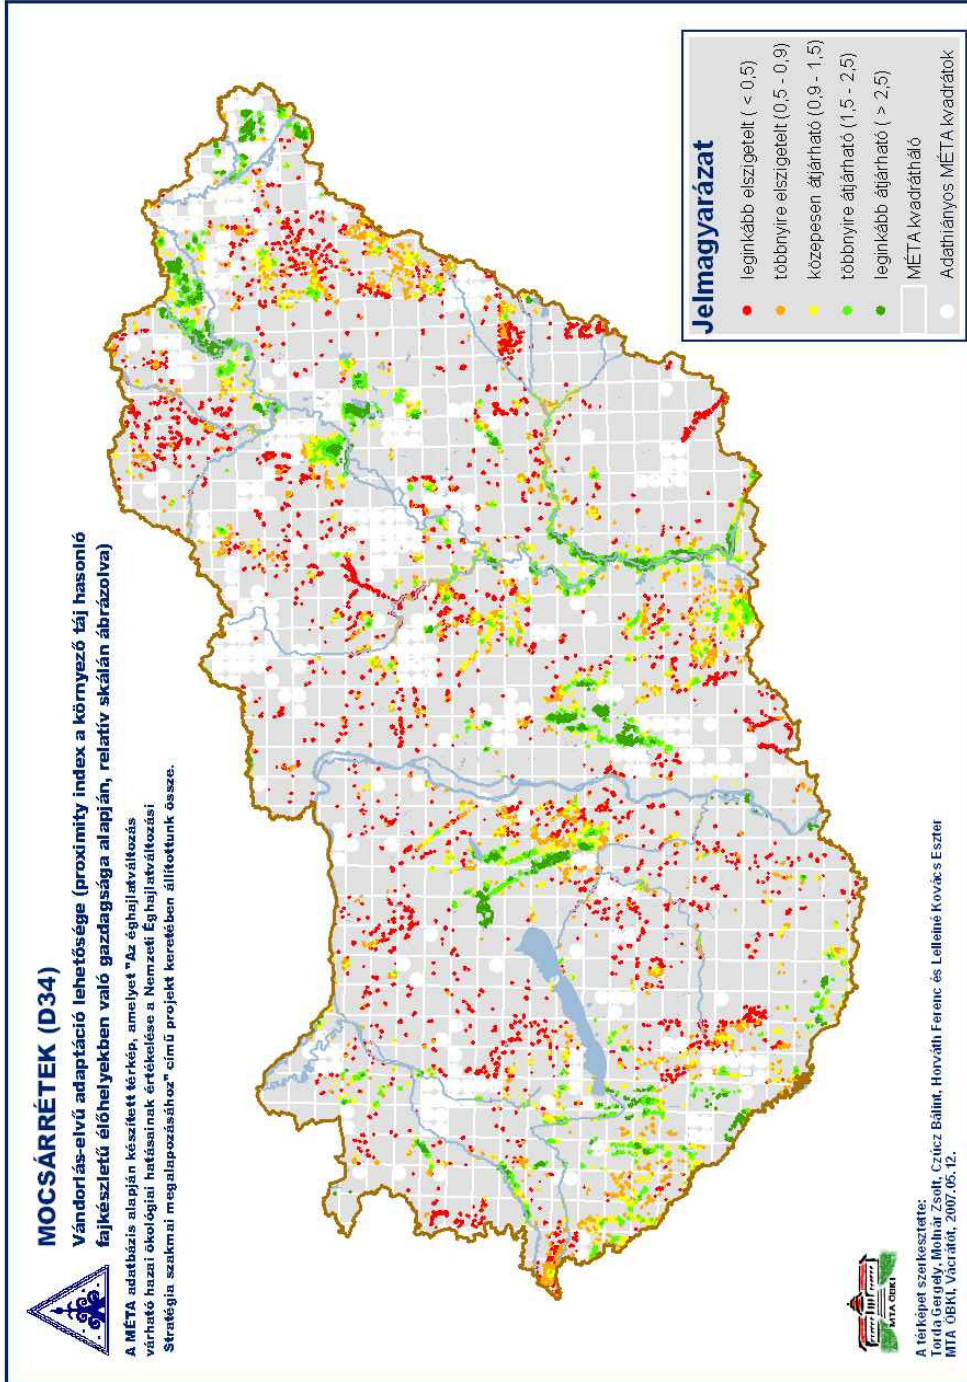 MOCSÁRRÉTEK (D34)
Vándorlás-elvű adaptáció lehetősége (proximity index a környező táj hasonló
fajkészletű élőhelyekben való gazdagsága alapján, relatív skálán ábrázolva)
A MÉTA adatbázis alapján készített térkép, amelyet "Az éghajlatváltozás
várható hazai ökológiai hatásainak értékelése a Nemzeti Éghajlatváltozási
Stratégia szakmai megalapozásához" című projekt keretében állítottunk össze.
Jelmagyarázat
leginkább elszigetelt ( < 0,5)
többnyire elszigetelt (0,5 - 0,9)
közepesen átjárható (0,9 - 1,5)
többnyire átjárható (1,5 - 2,5)
leginkább átjárható ( > 2,5)
MÉTA kvadrátháló
Adathiányos MÉTA kvadrátok
MTA ÖBKI
A térképet szerkesztette:
Torda Gergely, Molnár Zsolt, Czúcz Bálint, Horváth Ferenc és Lelleiné Kovács Eszter
MTA ÖBKI, Vácrátót, 2007.05.12.